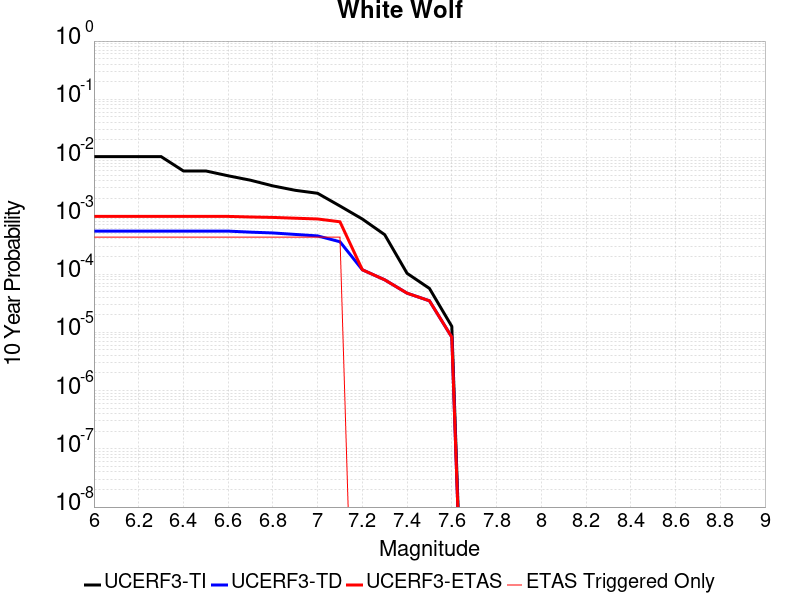 White Wolf
10 0
10 -1
10 -2
10 -3
10 -4
10 -5
10 -6
10 -7
10 -8
10 Year Probability
6 6.2 6.4 6.6 6.8 7 7.2 7.4 7.6 7.8 8 8.2 8.4 8.6 8.8 9
Magnitude
UCERF3-TI UCERF3-TD UCERF3-ETAS ETAS Triggered Only